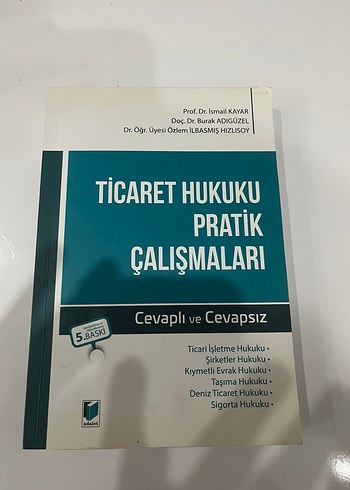 Prof. Dr. İsmail KAYAR
Doç. Dr. Burak ADIGÜZEL
Dr. Öğr. Üyesi Özlem İLBASMIŞ HIZLISOY
TİCARET HUKUKU
PRATİK
ÇALIŞMALARI
Cevaplı ve Cevapsız
5. BASKI
Ticari İşletme Hukuku •
Şirketler Hukuku •
Kıymetli Evrak Hukuku •
Taşıma Hukuku •
Deniz Ticaret Hukuku •
Sigorta Hukuku •
adalet